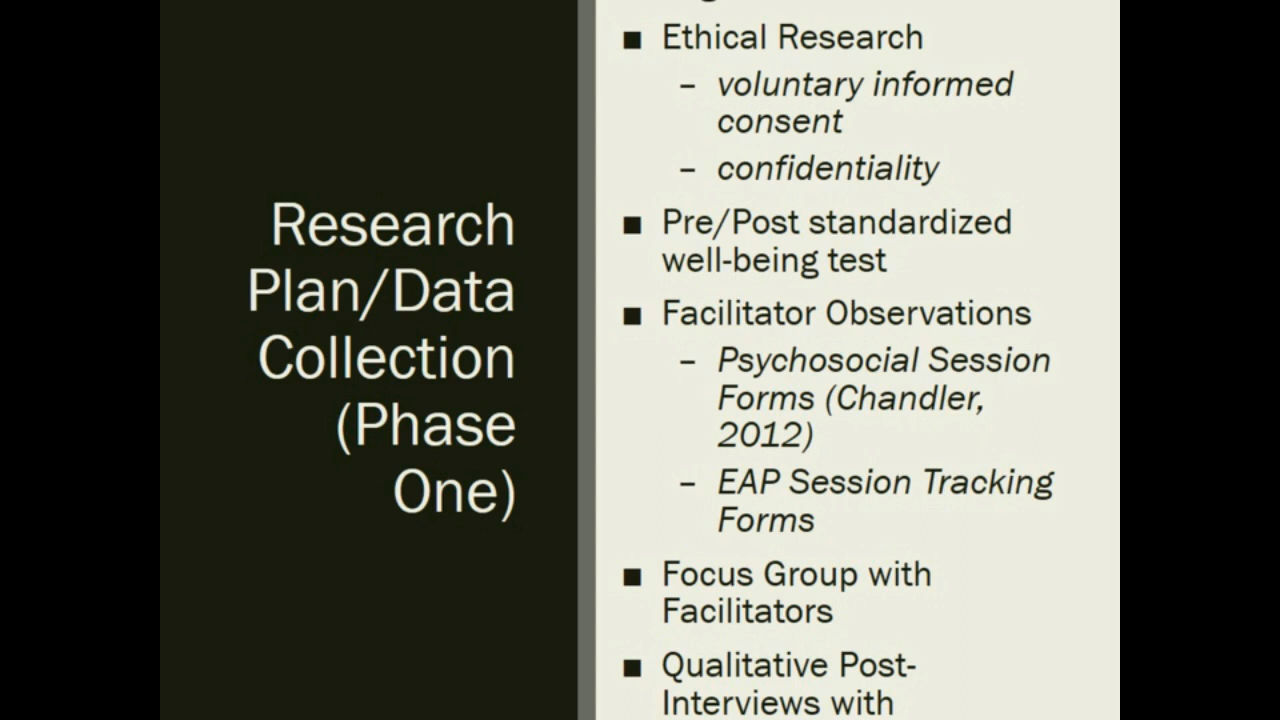 Research
Plan/Data
Collection
(Phase
One)
■ Ethical Research
– voluntary informed
consent
– confidentiality
■ Pre/Post standardized
well-being test
■ Facilitator Observations
– Psychosocial Session
Forms (Chandler,
2012)
– EAP Session Tracking
Forms
■ Focus Group with
Facilitators
■ Qualitative Post-
Interviews with